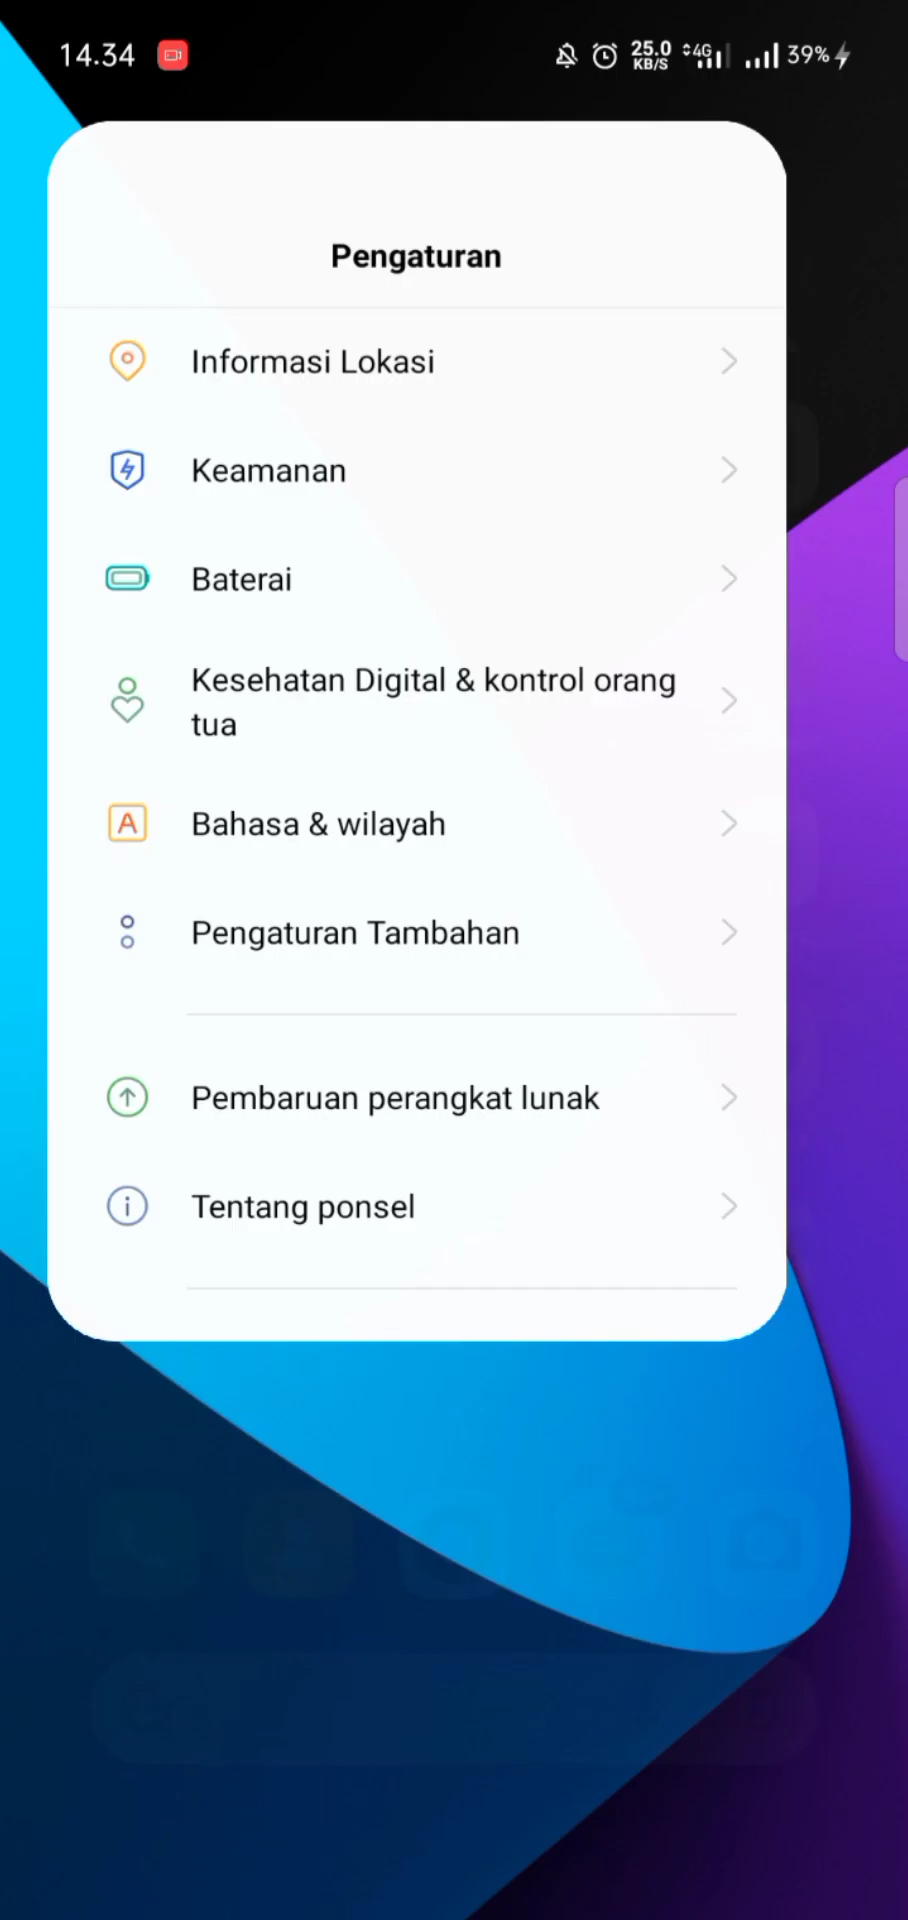 14.34 25.0 KB/S 4G 39%
Pengaturan
Informasi Lokasi
Keamanan
Baterai
Kesehatan Digital & kontrol orang
tua
A Bahasa & wilayah
Pengaturan Tambahan
Pembaruan perangkat lunak
Tentang ponsel